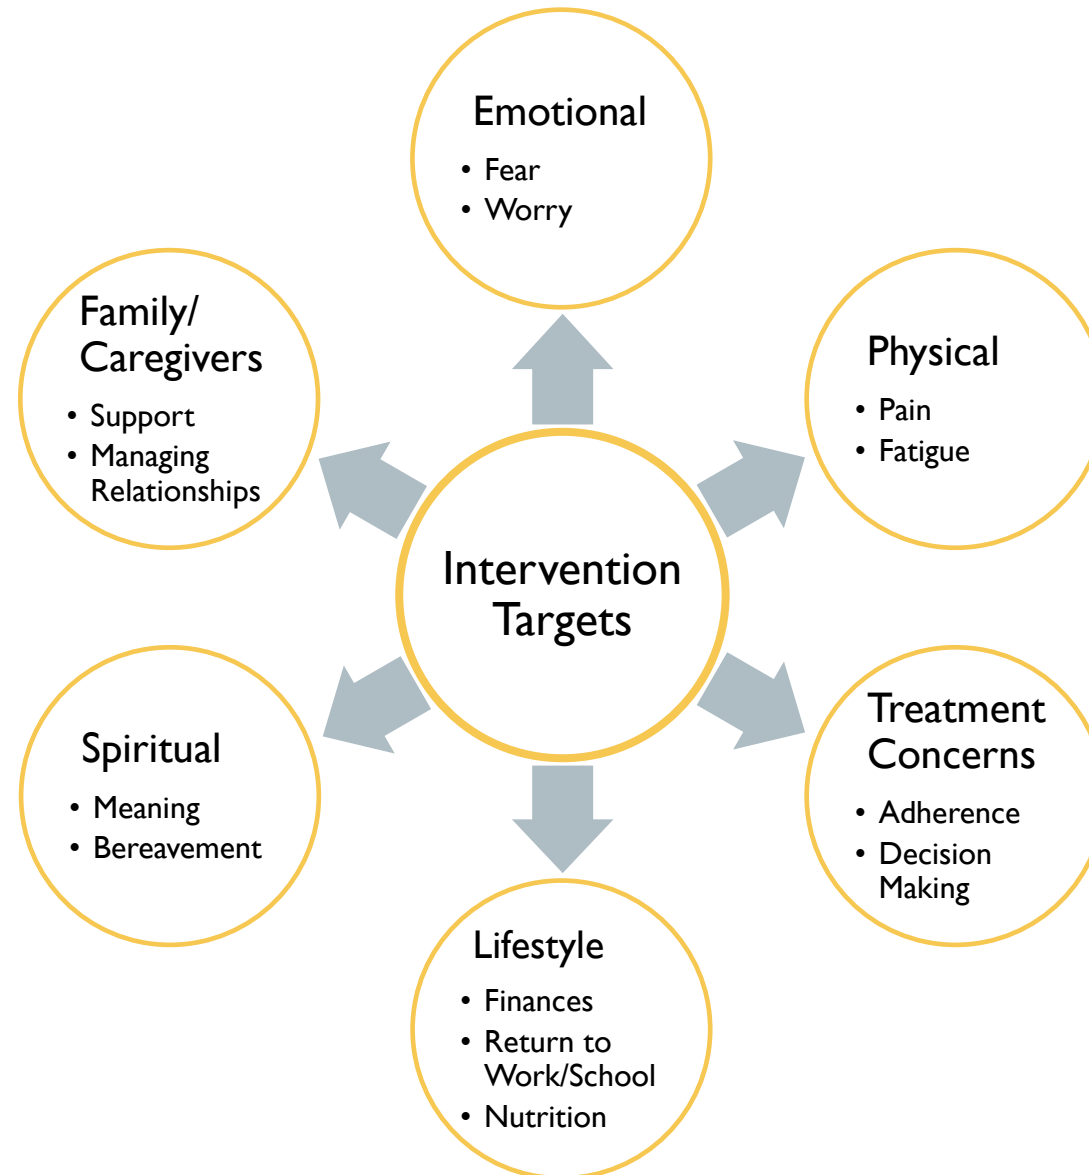 Emotional
• Fear
• Worry
Family/
Caregivers
• Support
• Managing
Relationships
Physical
• Pain
• Fatigue
Intervention
Targets
Spiritual
• Meaning
• Bereavement
Treatment
Concerns
• Adherence
• Decision
Making
Lifestyle
• Finances
• Return to
Work/School
• Nutrition